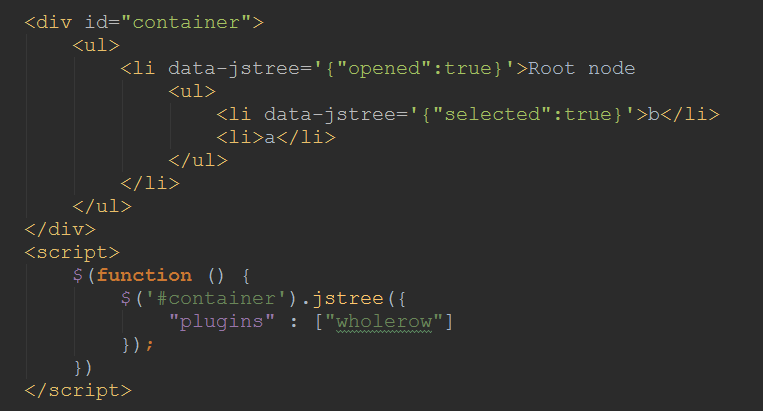 <div id="container">
    <ul>
        <li data-jstree='{"opened":true}'>Root node
            <ul>
                <li data-jstree='{"selected":true}'>b</li>
                <li>a</li>
            </ul>
        </li>
    </ul>
</div>
<script>
    $(function () {
        $('#container').jstree({
            "plugins" : ["wholerow"]
        });
    })
</script>